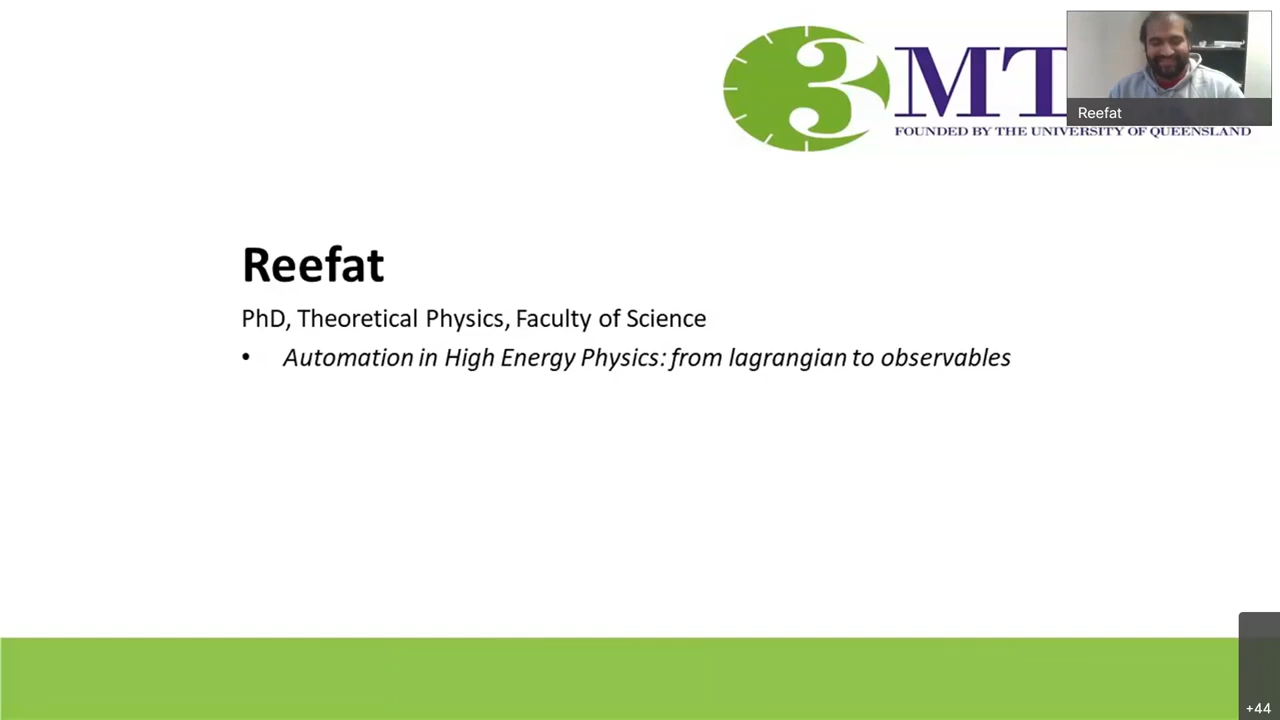 3MT
Reefat
FOUNDED BY THE UNIVERSITY OF QUEENSLAND
Reefat
PhD, Theoretical Physics, Faculty of Science
• Automation in High Energy Physics: from lagrangian to observables
+44